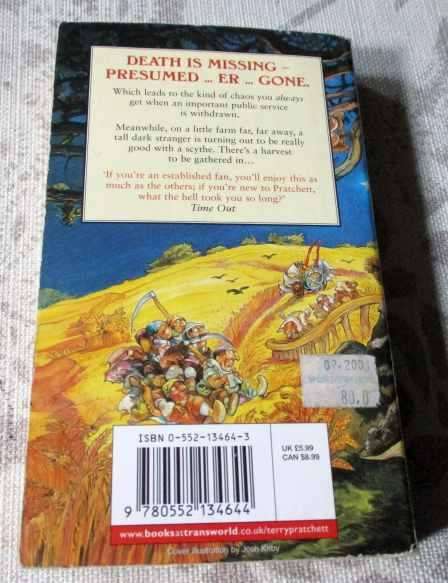 DEATH IS MISSING –
PRESUMED ... ER ... GONE.
Which leads to the kind of chaos you always
get when an important public service
is withdrawn.
Meanwhile, on a little farm far, far away, a
tall dark stranger is turning out to be really
good with a scythe. There's a harvest
to be gathered in...
'If you're an established fan, you'll enjoy this as
much as the others; if you're new to Pratchett,
what the hell took you so long?'
Time Out
80.0
ISBN 0-552-13464-3
UK £5.99
CAN $8.99
9 780552 134644
www.booksattransworld.co.uk/terrypratchett
Cover illustration by Josh Kirby